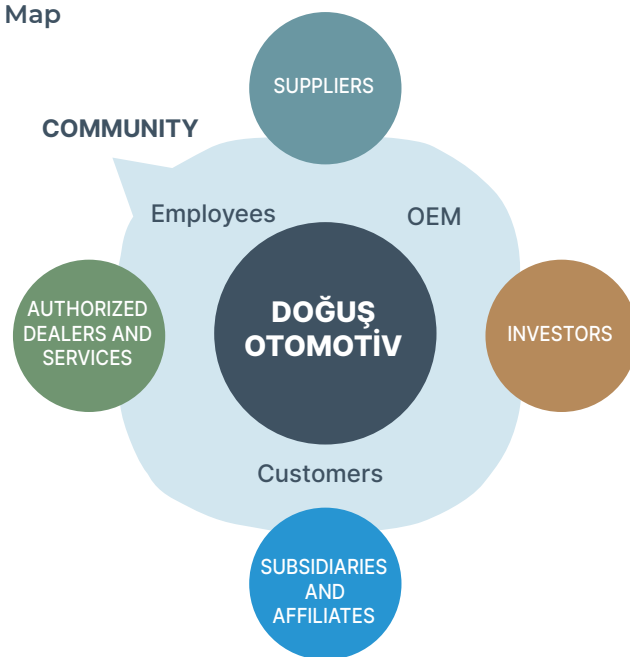 Map
SUPPLIERS
COMMUNITY
Employees
OEM
AUTHORIZED
DEALERS AND
SERVICES
DOĞUŞ
OTOMOTİV
INVESTORS
Customers
SUBSIDIARIES
AND
AFFILIATES